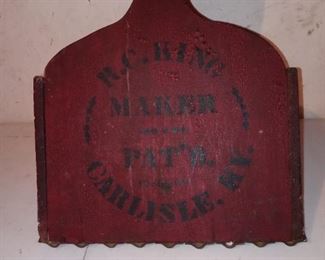 R.C. KING
MAKER
PAT'D.
CARLISLE, KY.